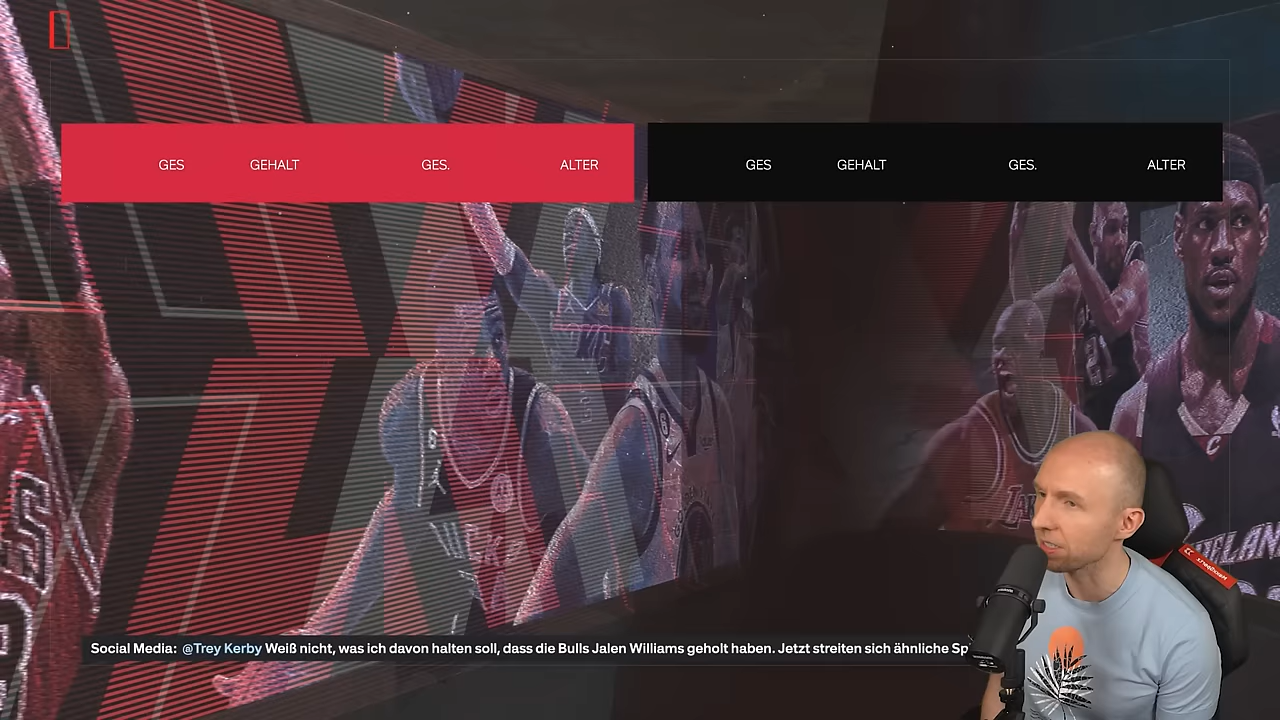 GES GEHALT GES. ALTER
GES GEHALT GES. ALTER
Social Media: @Trey Kerby Weiß nicht, was ich davon halten soll, dass die Bulls Jalen Williams geholt haben. Jetzt streiten sich ähnliche Sp
C